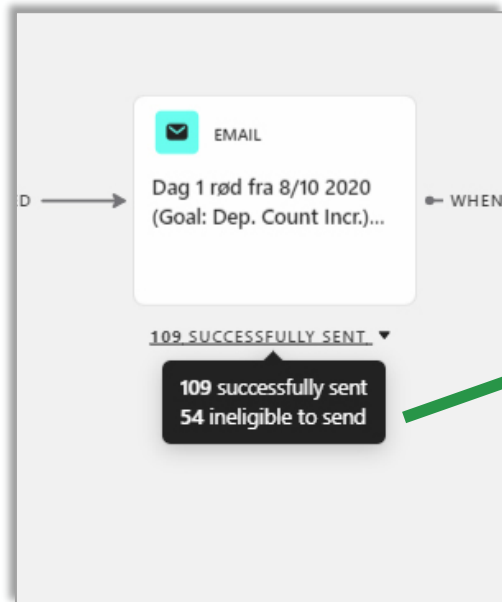 EMAIL
Dag 1 rød fra 8/10 2020
(Goal: Dep. Count Incr.)...
D
WHEN
109 SUCCESSFULLY SENT
109 successfully sent
54 ineligible to send